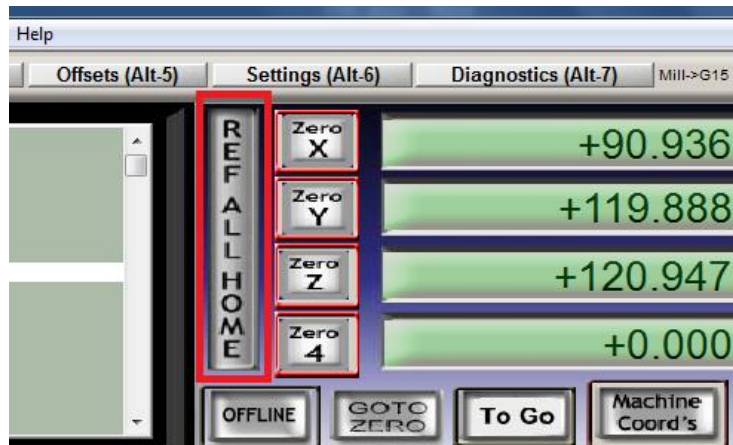 Help
Offsets (Alt-5) Settings (Alt-6) Diagnostics (Alt-7) Mill->G15
REF ALL HOME
Zero X +90.936
Zero Y +119.888
Zero Z +120.947
Zero 4 +0.000
OFFLINE GOTO ZERO To Go Machine Coord's